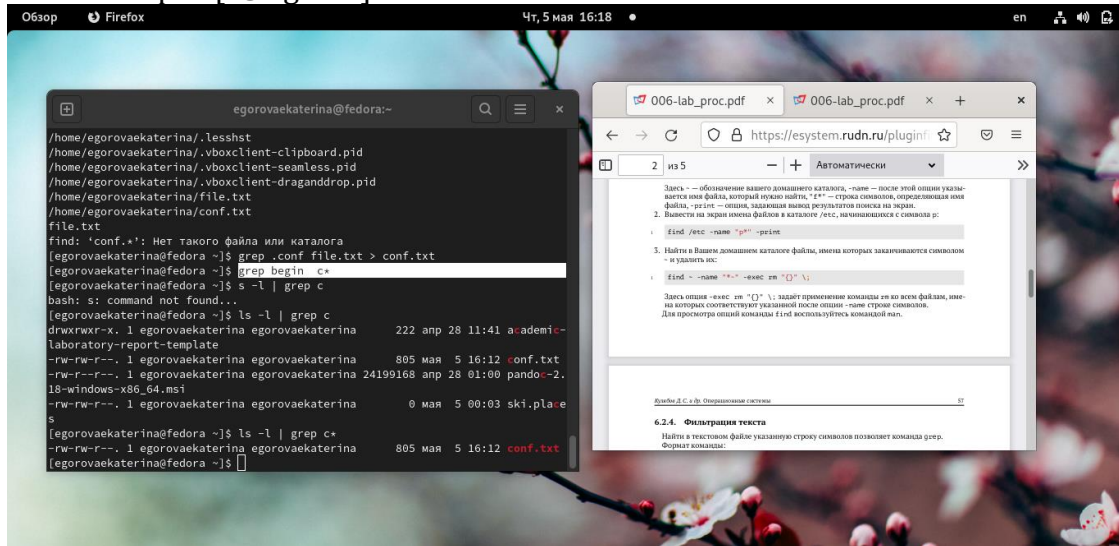 Обзор Firefox Чт, 5 мая 16:18 en
egorovaekaterina@fedora:~
/home/egorovaekaterina/.lesshst
/home/egorovaekaterina/.vboxclient-clipboard.pid
/home/egorovaekaterina/.vboxclient-seamless.pid
/home/egorovaekaterina/.vboxclient-draganddrop.pid
/home/egorovaekaterina/file.txt
/home/egorovaekaterina/conf.txt
file.txt
find: ‘conf.*’: Нет такого файла или каталога
[egorovaekaterina@fedora ~]$ grep .conf file.txt > conf.txt
[egorovaekaterina@fedora ~]$ grep begin  c*
[egorovaekaterina@fedora ~]$ s -l | grep c
bash: s: command not found...
[egorovaekaterina@fedora ~]$ ls -l | grep c
drwxrwxr-x. 1 egorovaekaterina egorovaekaterina 222 апр 28 11:41 academic-
laboratory-report-template
-rw-rw-r--. 1 egorovaekaterina egorovaekaterina 805 мая 5 16:12 conf.txt
-rw-rw-r--. 1 egorovaekaterina egorovaekaterina 24199168 апр 28 01:00 pandoc-2.
18-windows-x86_64.msi
-rw-rw-r--. 1 egorovaekaterina egorovaekaterina 0 мая 5 00:03 ski.place
s
[egorovaekaterina@fedora ~]$ ls -l | grep c*
-rw-rw-r--. 1 egorovaekaterina egorovaekaterina 805 мая 5 16:12 conf.txt
[egorovaekaterina@fedora ~]$
006-lab_proc.pdf × 006-lab_proc.pdf × + ×
https://esystem.rudn.ru/pluginfi
2 из 5 − + Автоматически
Здесь ~ — обозначение вашего домашнего каталога, -name — после этой опции указы-
вается имя файла, который нужно найти, "f*" — строка символов, определяющая имя
файла, -print — опция, задающая вывод результатов поиска на экран.
2. Вывести на экран имена файлов в каталоге /etc, начинающихся с символа p:
1 find /etc -name "p*" -print
3. Найти в Вашем домашнем каталоге файлы, имена которых заканчиваются символом
~ и удалить их:
1 find ~ -name "*~" -exec rm "{}" \;
Здесь опция -exec rm "{}" \; задаёт применение команды rm ко всем файлам, име-
на которых соответствуют указанной после опции -name строке символов.
Для просмотра опций команды find воспользуйтесь командой man.
Кулябов Д. С. и др. Операционные системы 57
6.2.4. Фильтрация текста
Найти в текстовом файле указанную строку символов позволяет команда grep.
Формат команды: